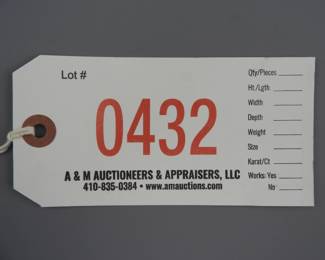 Lot #
0432
A & M AUCTIONEERS & APPRAISERS, LLC
410-835-0384 • www.amauctions.com
Qty/Pieces
Ht./Lgth
Width
Depth
Weight
Size
Karat/Ct
Works: Yes
No